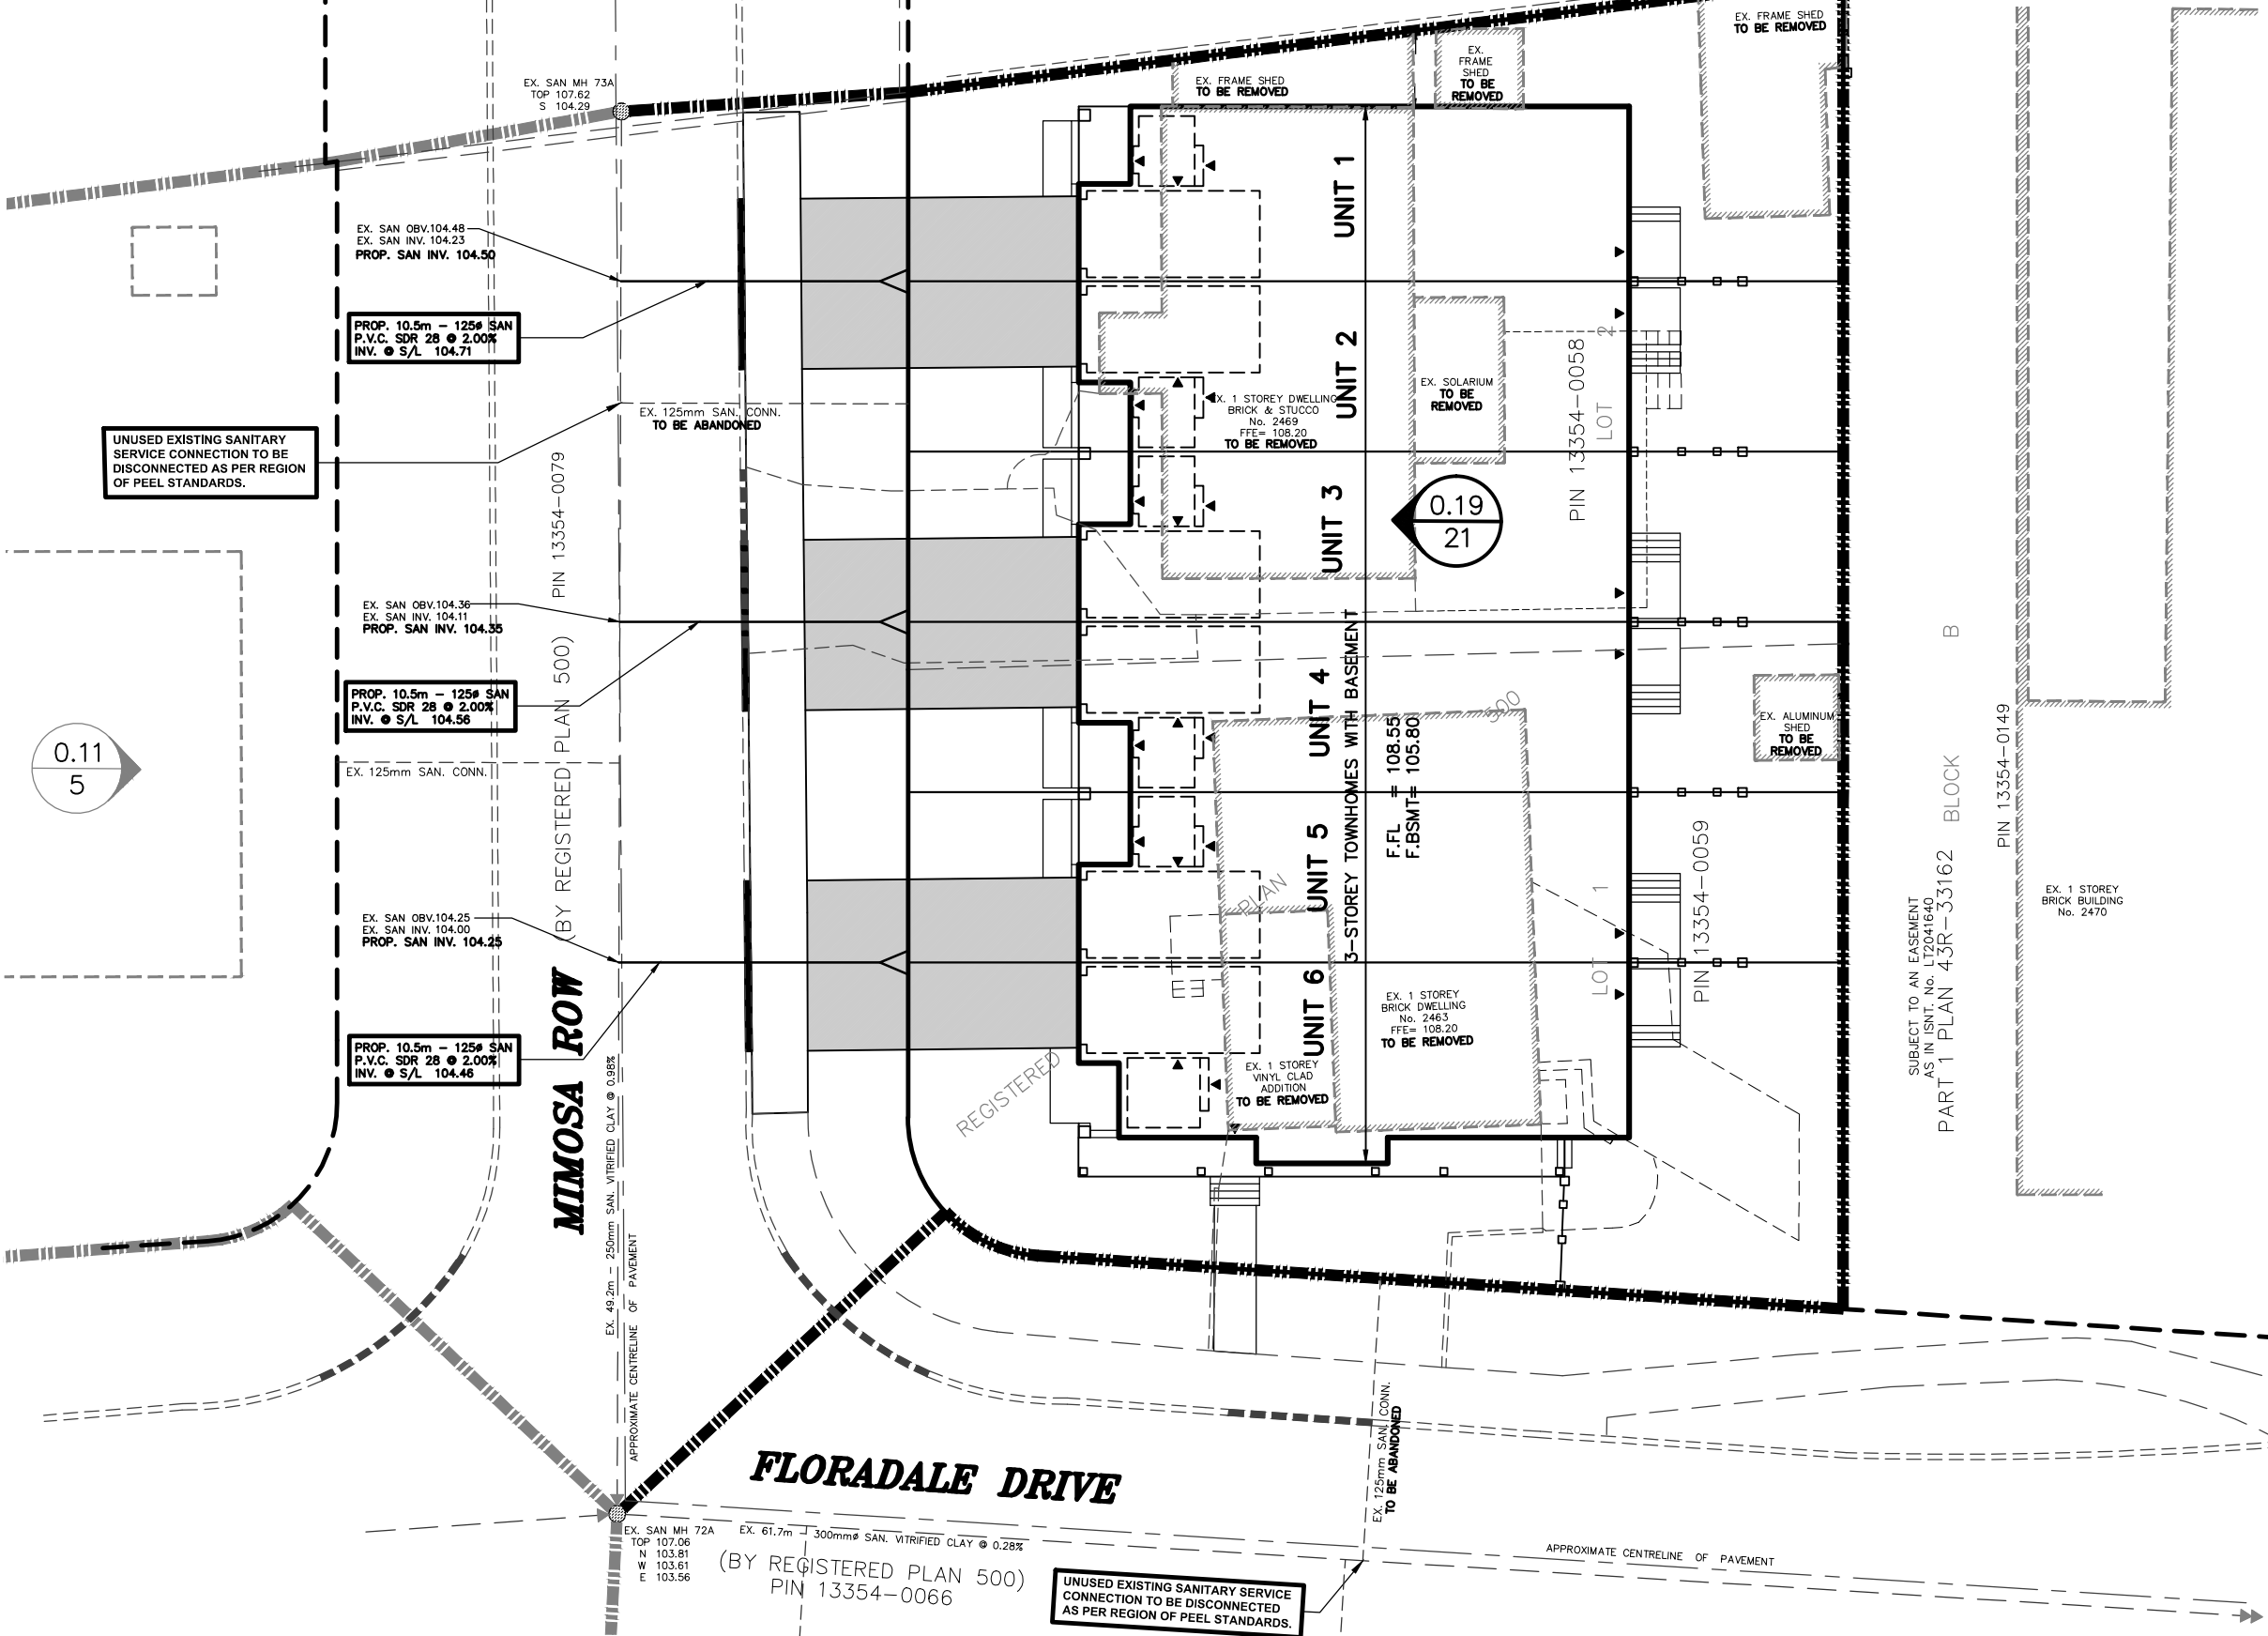 EX. FRAME SHED
TO BE REMOVED
EX.
FRAME
SHED
TO BE
REMOVED
EX. FRAME SHED
TO BE REMOVED
EX. SAN MH 73A
TOP 107.62
S 104.29
UNIT 1
EX. SAN OBV.104.48
EX. SAN INV. 104.23
PROP. SAN INV. 104.50
PROP. 10.5m – 125ø SAN
P.V.C. SDR 28 @ 2.00%
INV. @ S/L 104.71
UNIT 2
EX. SOLARIUM
TO BE
REMOVED
PIN 13354-0058
LOT 2
EX. 125mm SAN. CONN.
TO BE ABANDONED
EX. 1 STOREY DWELLING
BRICK & STUCCO
No. 2469
FFE= 108.20
TO BE REMOVED
UNUSED EXISTING SANITARY
SERVICE CONNECTION TO BE
DISCONNECTED AS PER REGION
OF PEEL STANDARDS.
PIN 13354-0079
(BY REGISTERED PLAN 500)
UNIT 3
0.19
21
EX. SAN OBV.104.36
EX. SAN INV. 104.11
PROP. SAN INV. 104.35
PROP. 10.5m – 125ø SAN
P.V.C. SDR 28 @ 2.00%
INV. @ S/L 104.56
UNIT 4
3-STOREY TOWNHOMES WITH BASEMENT
F.FL = 108.55
F.BSMT= 105.80
EX. ALUMINUM
SHED
TO BE
REMOVED
0.11
5
EX. 125mm SAN. CONN.
UNIT 5
REGISTERED PLAN 500
LOT 1
PIN 13354-0059
SUBJECT TO AN EASEMENT
AS IN ISNT. No. LT2041640
PART 1 PLAN 43R-33162 BLOCK B
PIN 13354-0149
EX. 1 STOREY
BRICK BUILDING
No. 2470
EX. SAN OBV.104.25
EX. SAN INV. 104.00
PROP. SAN INV. 104.25
PROP. 10.5m – 125ø SAN
P.V.C. SDR 28 @ 2.00%
INV. @ S/L 104.46
MIMOSA ROW
EX. 49.2m – 250mm SAN. VITRIFIED CLAY @ 0.98%
APPROXIMATE CENTRELINE OF PAVEMENT
UNIT 6
EX. 1 STOREY
BRICK DWELLING
No. 2463
FFE= 108.20
TO BE REMOVED
EX. 1 STOREY
VINYL CLAD
ADDITION
TO BE REMOVED
EX. 125mm SAN. CONN.
TO BE ABANDONED
FLORADALE DRIVE
EX. SAN MH 72A
TOP 107.06
N 103.81
W 103.61
E 103.56
EX. 61.7m – 300mmø SAN. VITRIFIED CLAY @ 0.28%
(BY REGISTERED PLAN 500)
PIN 13354-0066
UNUSED EXISTING SANITARY SERVICE
CONNECTION TO BE DISCONNECTED
AS PER REGION OF PEEL STANDARDS.
APPROXIMATE CENTRELINE OF PAVEMENT